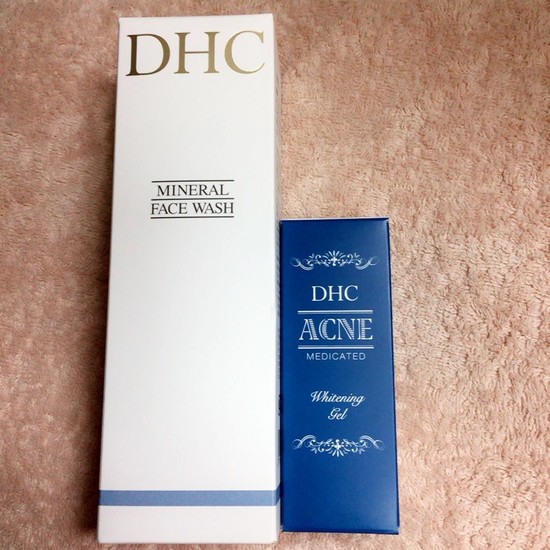 DHC
MINERAL
FACE WASH
DHC
ACNE
MEDICATED
Whitening
Gel